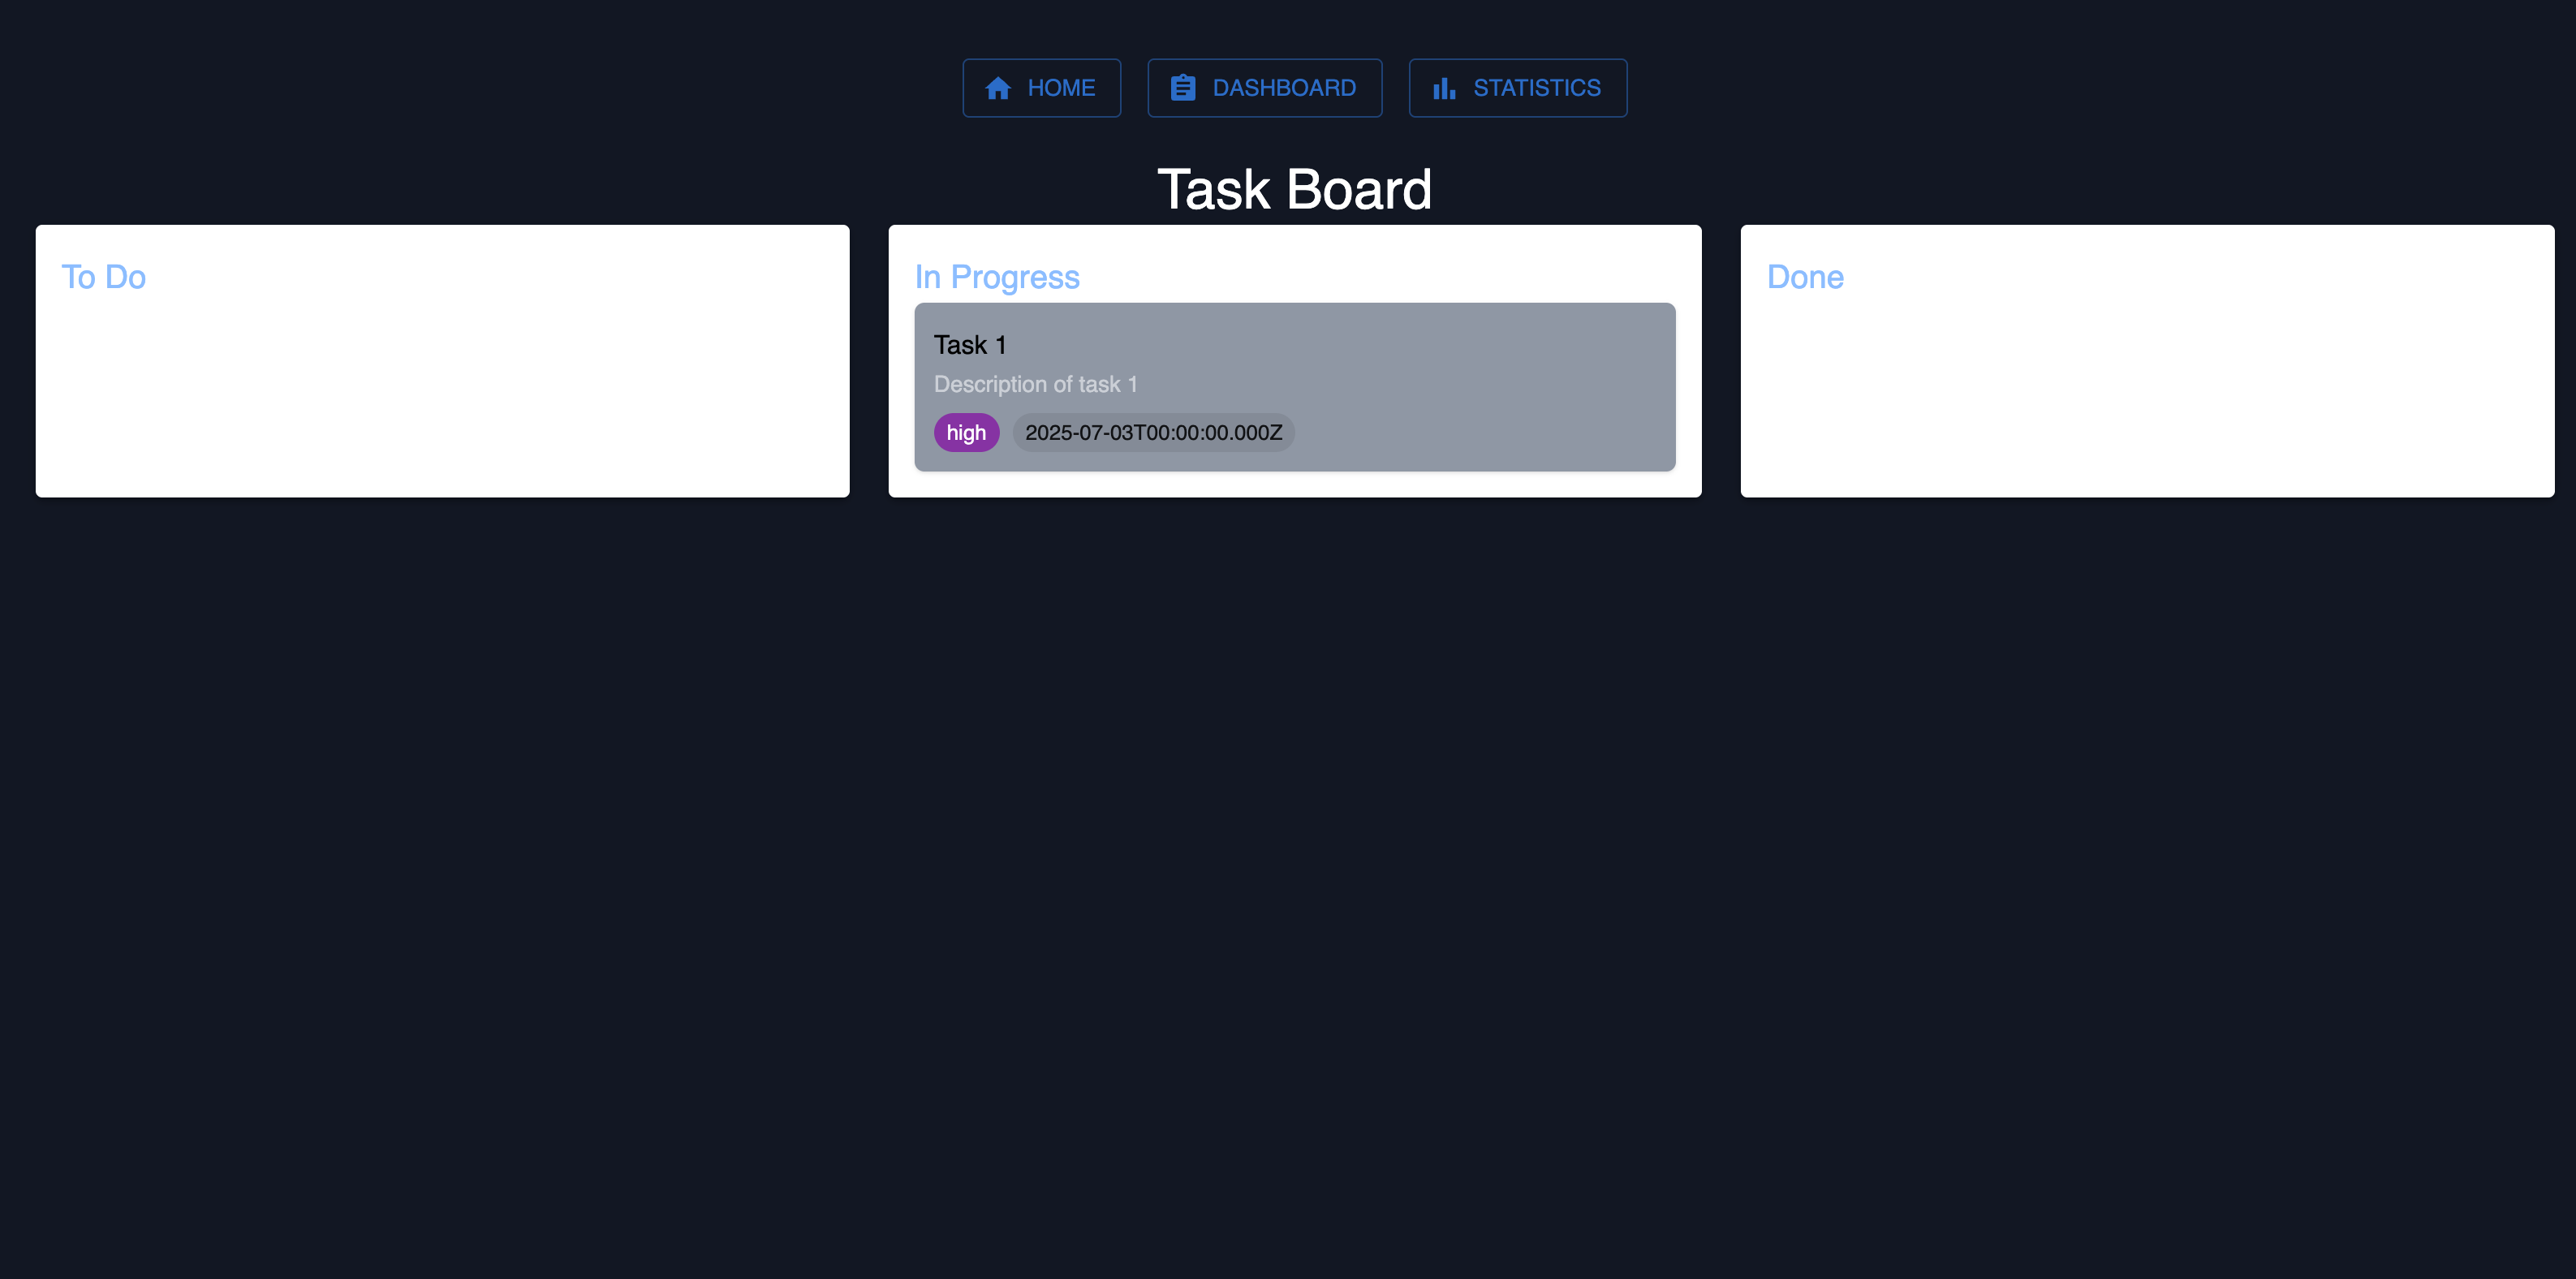 HOME DASHBOARD STATISTICS
Task Board
To Do
In Progress
Task 1
Description of task 1
high 2025-07-03T00:00:00.000Z
Done